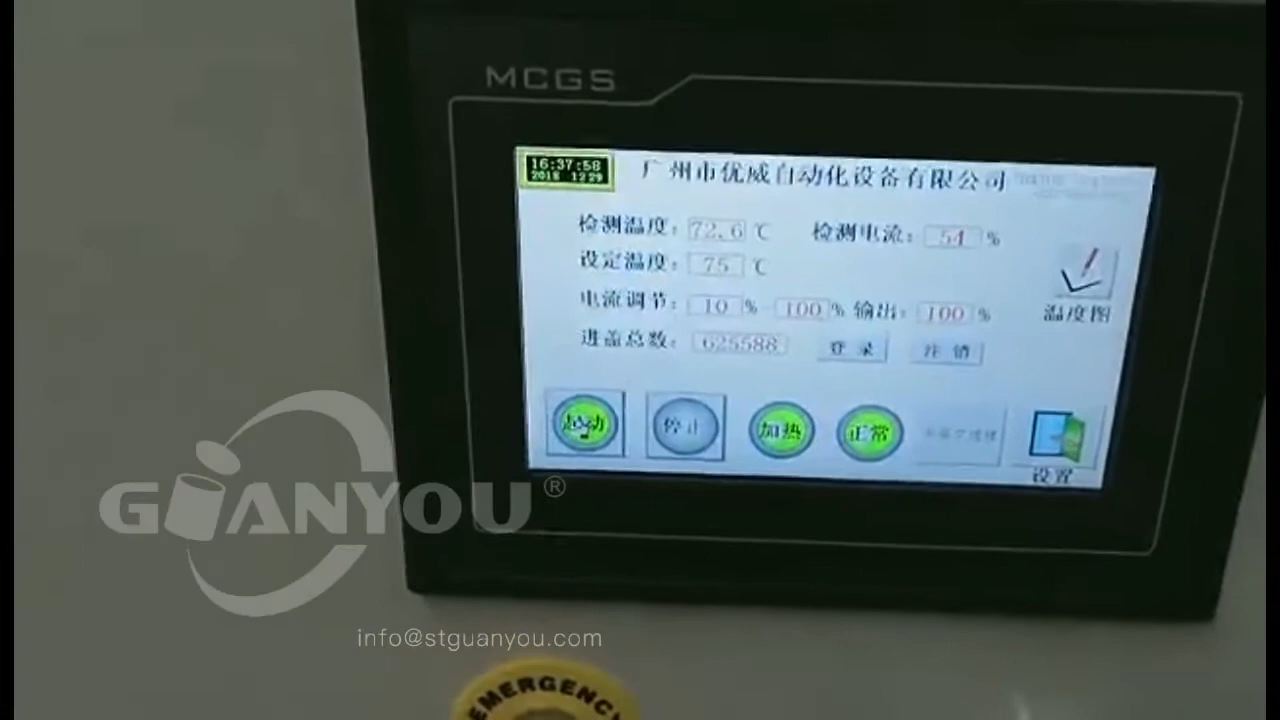 MCGS
16:37:58
2018 12 29
广州市优威自动化设备有限公司
检测温度: 72.6 ℃ 检测电流: 54 %
设定温度: 75 ℃
电流调节: 10 % - 100 % 输出: 100 %
温度图
进盖总数: 625588 登录 注销
起动 停止 加热 正常
设置
GUANYOU®
info@stguanyou.com
EMERGENCY